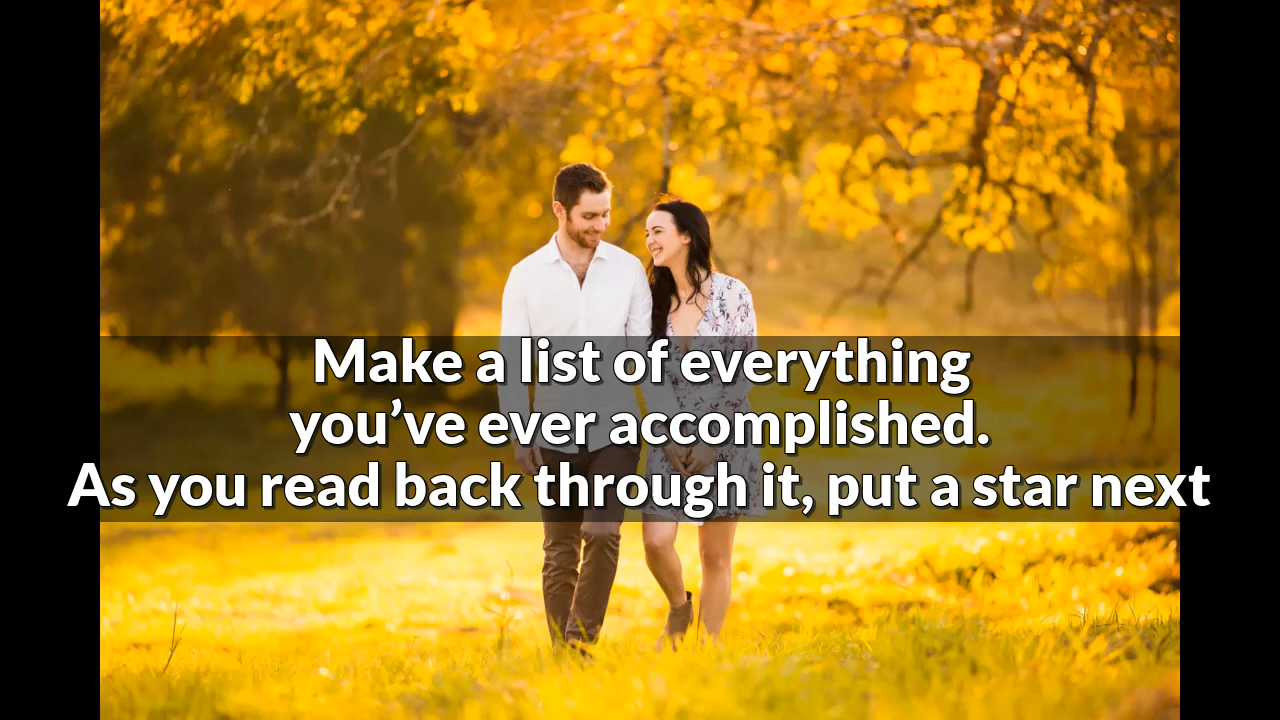 Make a list of everything
you’ve ever accomplished.
As you read back through it, put a star next